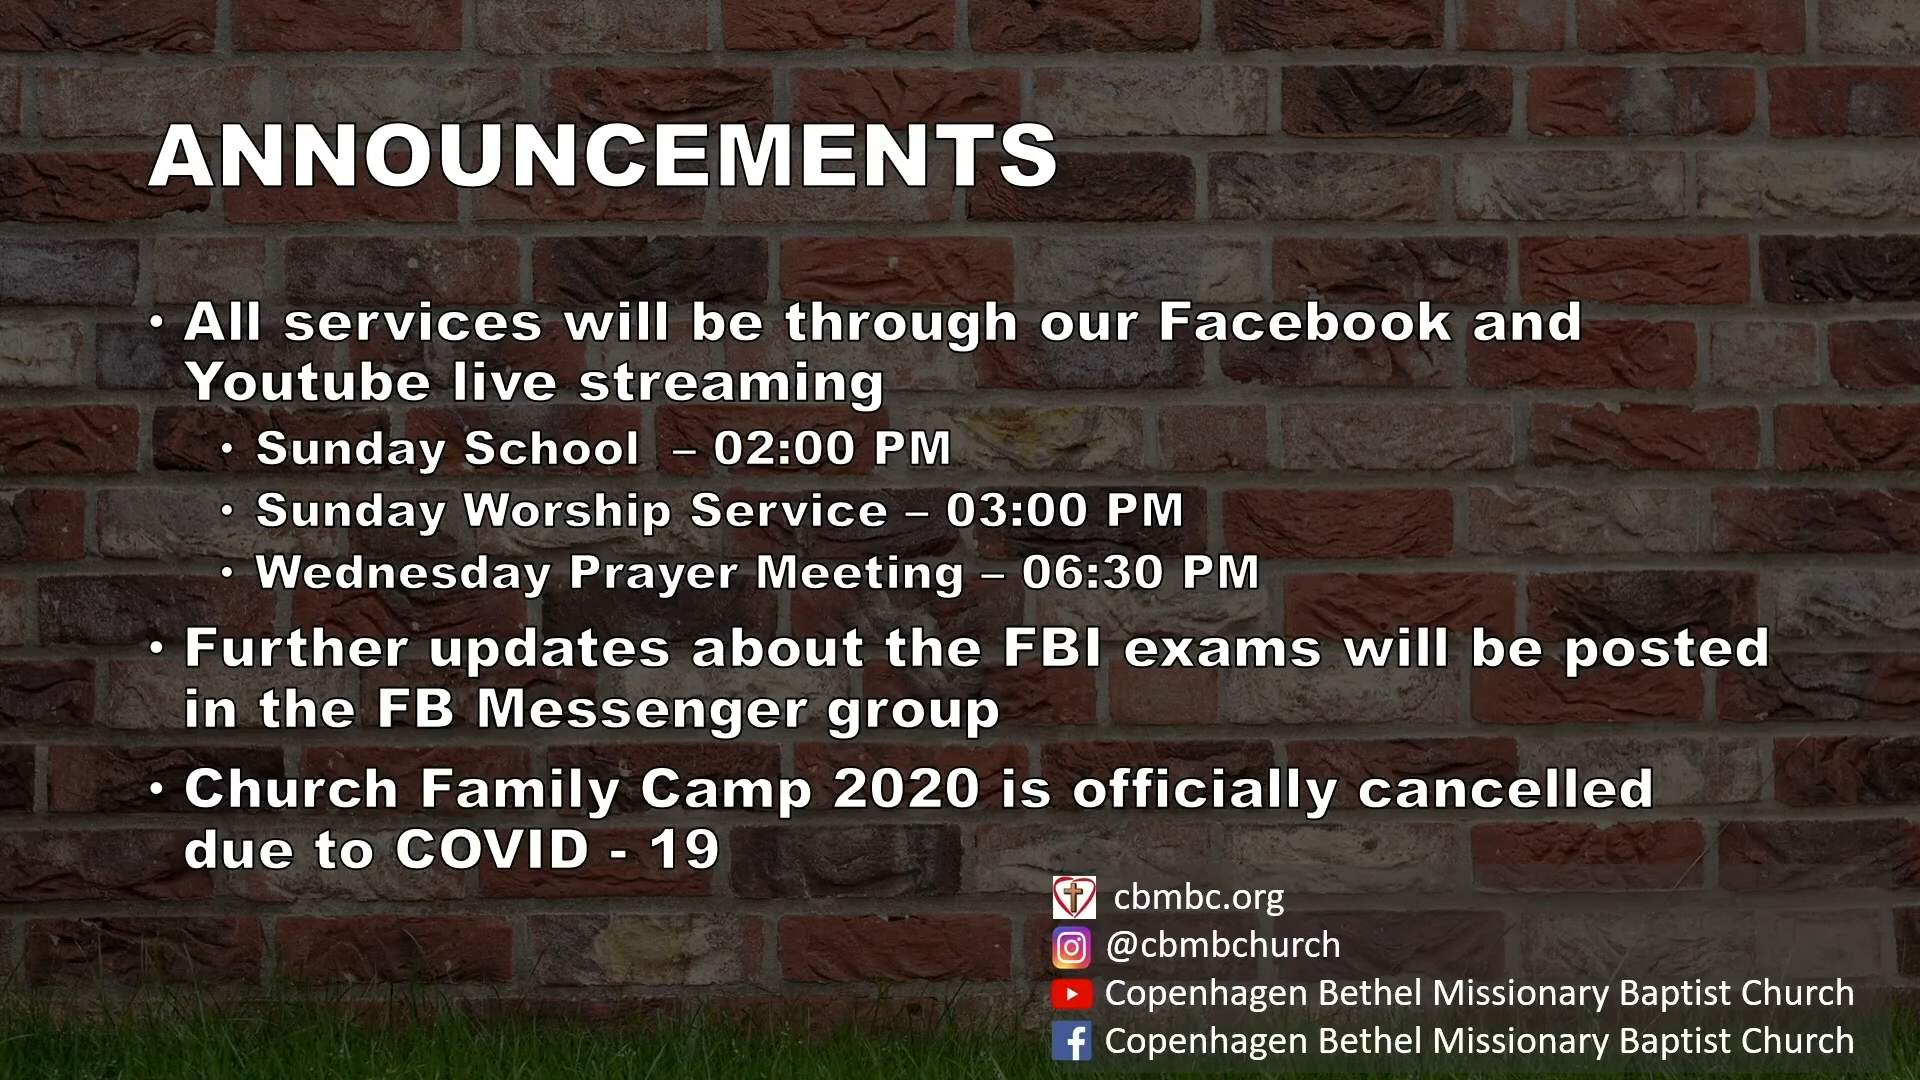 ANNOUNCEMENTS
• All services will be through our Facebook and
Youtube live streaming
• Sunday School – 02:00 PM
• Sunday Worship Service – 03:00 PM
• Wednesday Prayer Meeting – 06:30 PM
• Further updates about the FBI exams will be posted
in the FB Messenger group
• Church Family Camp 2020 is officially cancelled
due to COVID - 19
cbmbc.org
@cbmbchurch
Copenhagen Bethel Missionary Baptist Church
Copenhagen Bethel Missionary Baptist Church